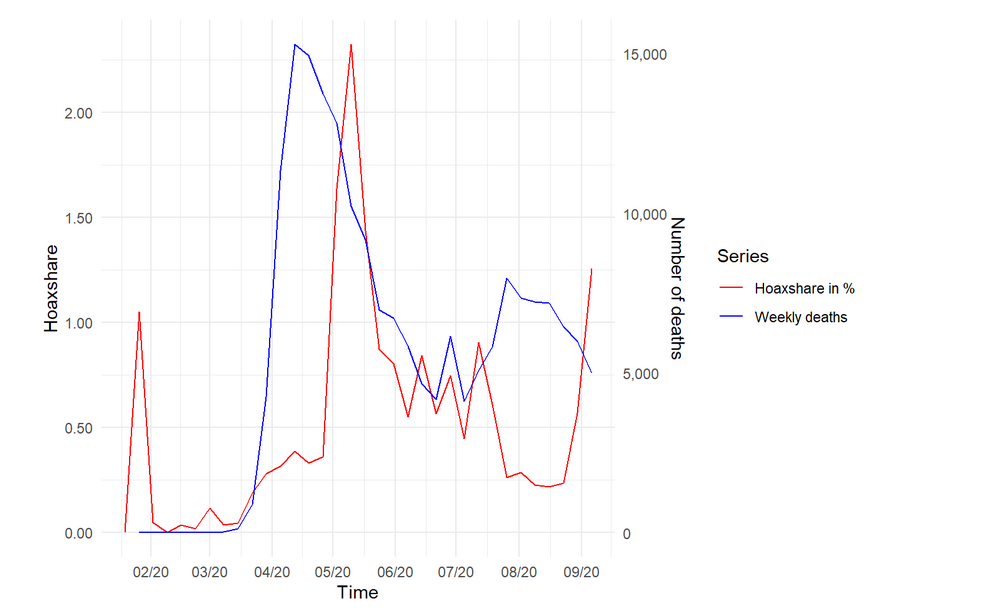 Hoaxshare
2.00
1.50
1.00
0.50
0.00
15,000
10,000
5,000
0
Number of deaths
02/20 03/20 04/20 05/20 06/20 07/20 08/20 09/20
Time
Series
Hoaxshare in %
Weekly deaths